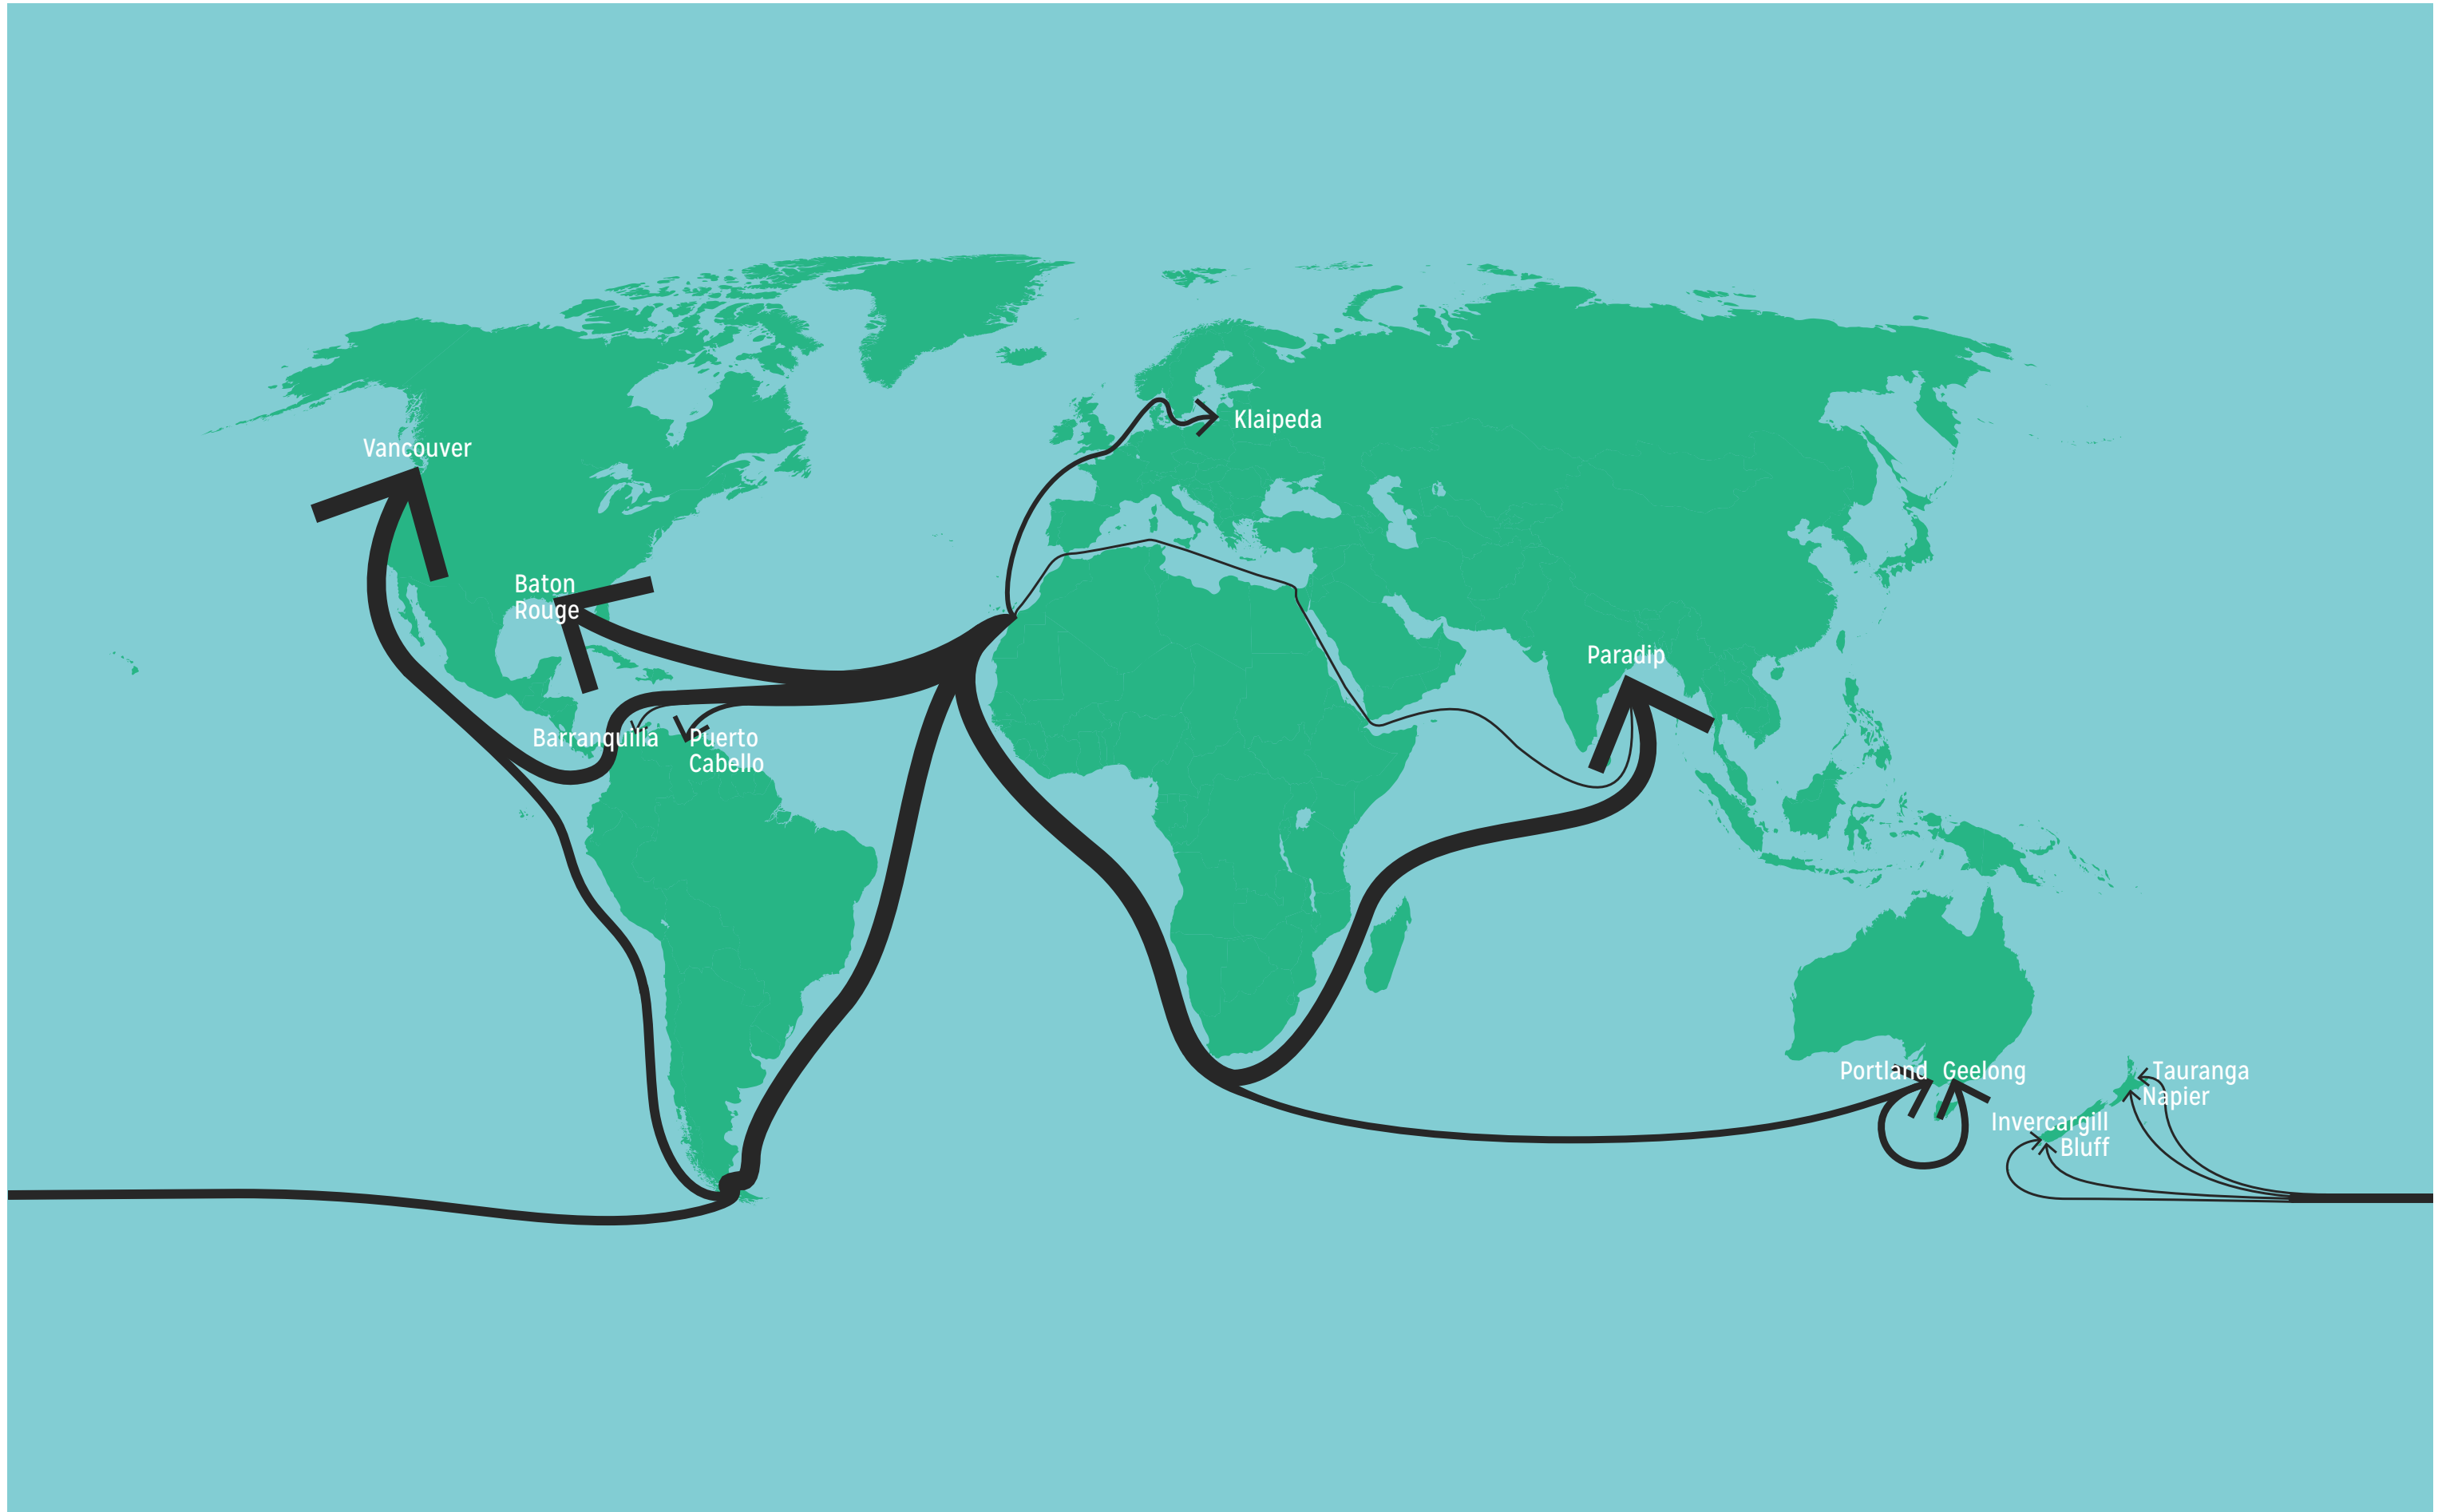 Klaipeda
Vancouver
Baton
Rouge
Paradip
Barranquilla
Puerto
Cabello
Portland
Geelong
Tauranga
Napier
Invercargill
Bluff